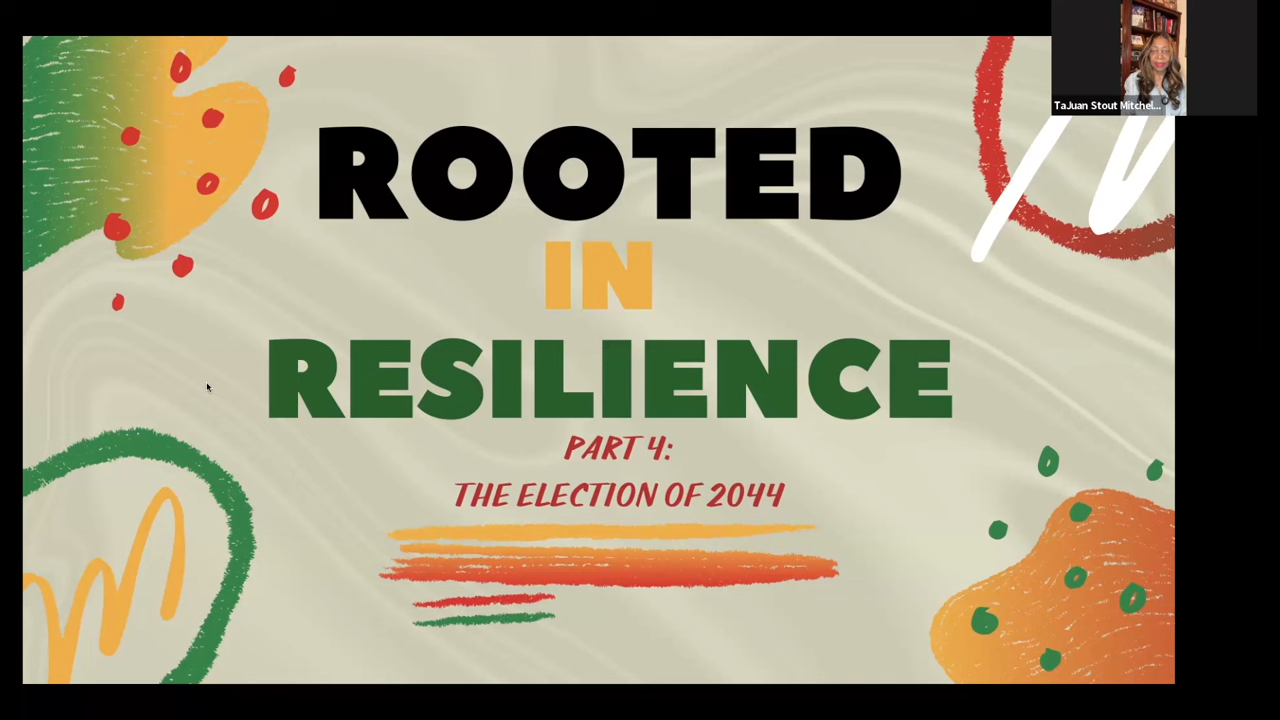 TaJuan Stout Mitchel...
ROOTED
IN
RESILIENCE
PART 4:
THE ELECTION OF 2044